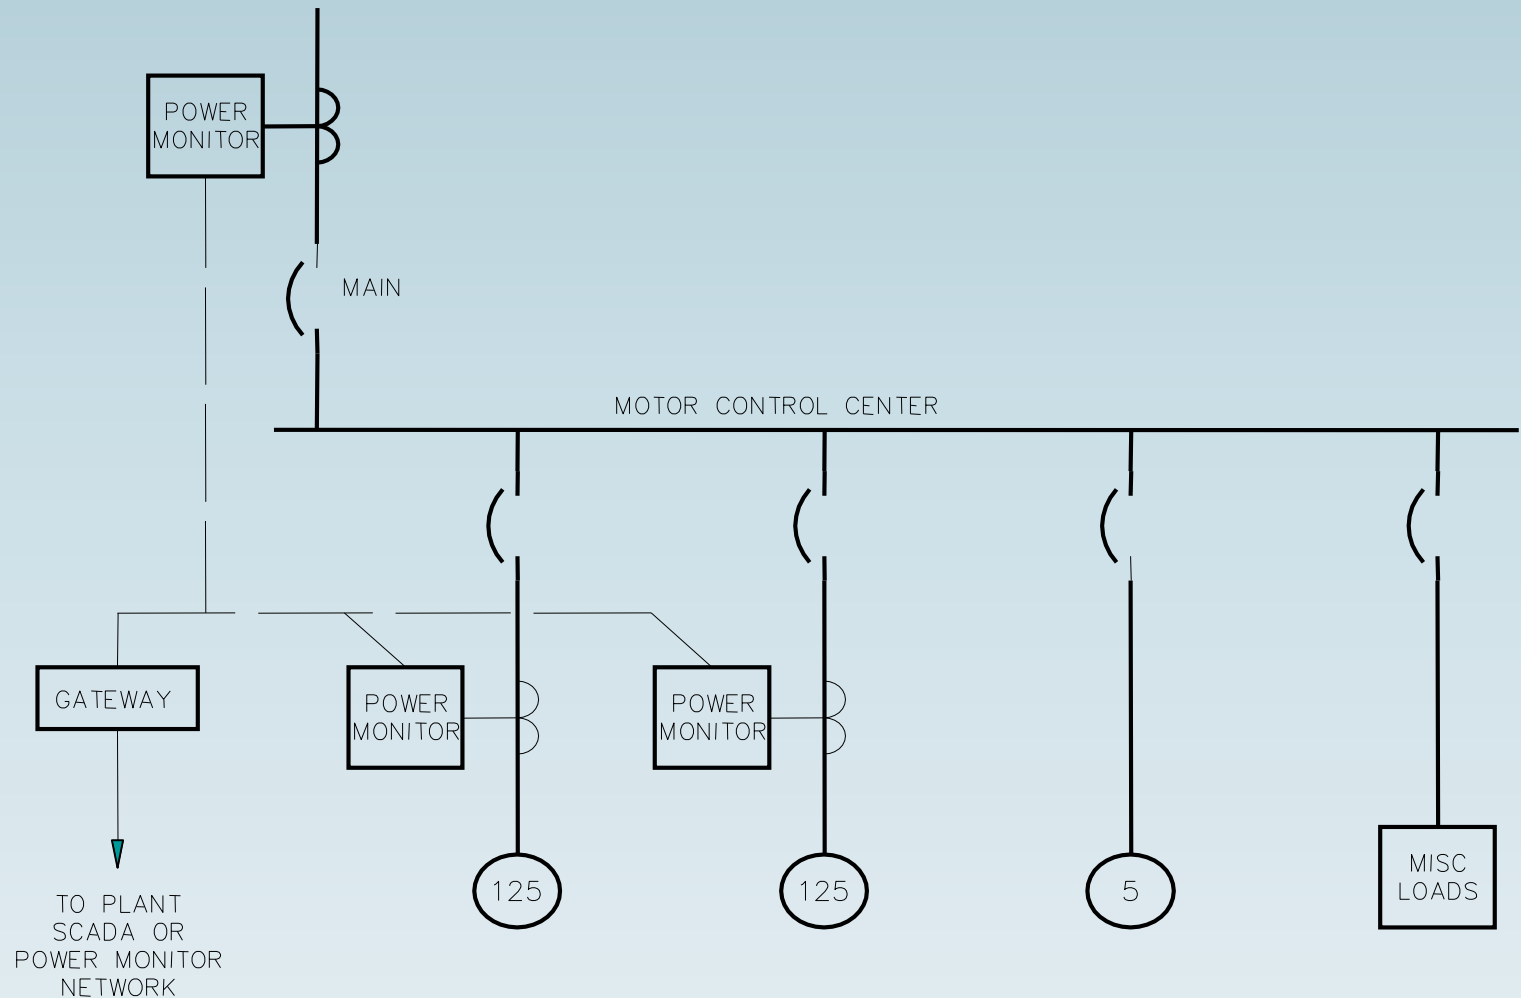 POWER
MONITOR
MAIN
MOTOR CONTROL CENTER
GATEWAY
POWER
MONITOR
POWER
MONITOR
125
125
5
MISC
LOADS
TO PLANT
SCADA OR
POWER MONITOR
NETWORK